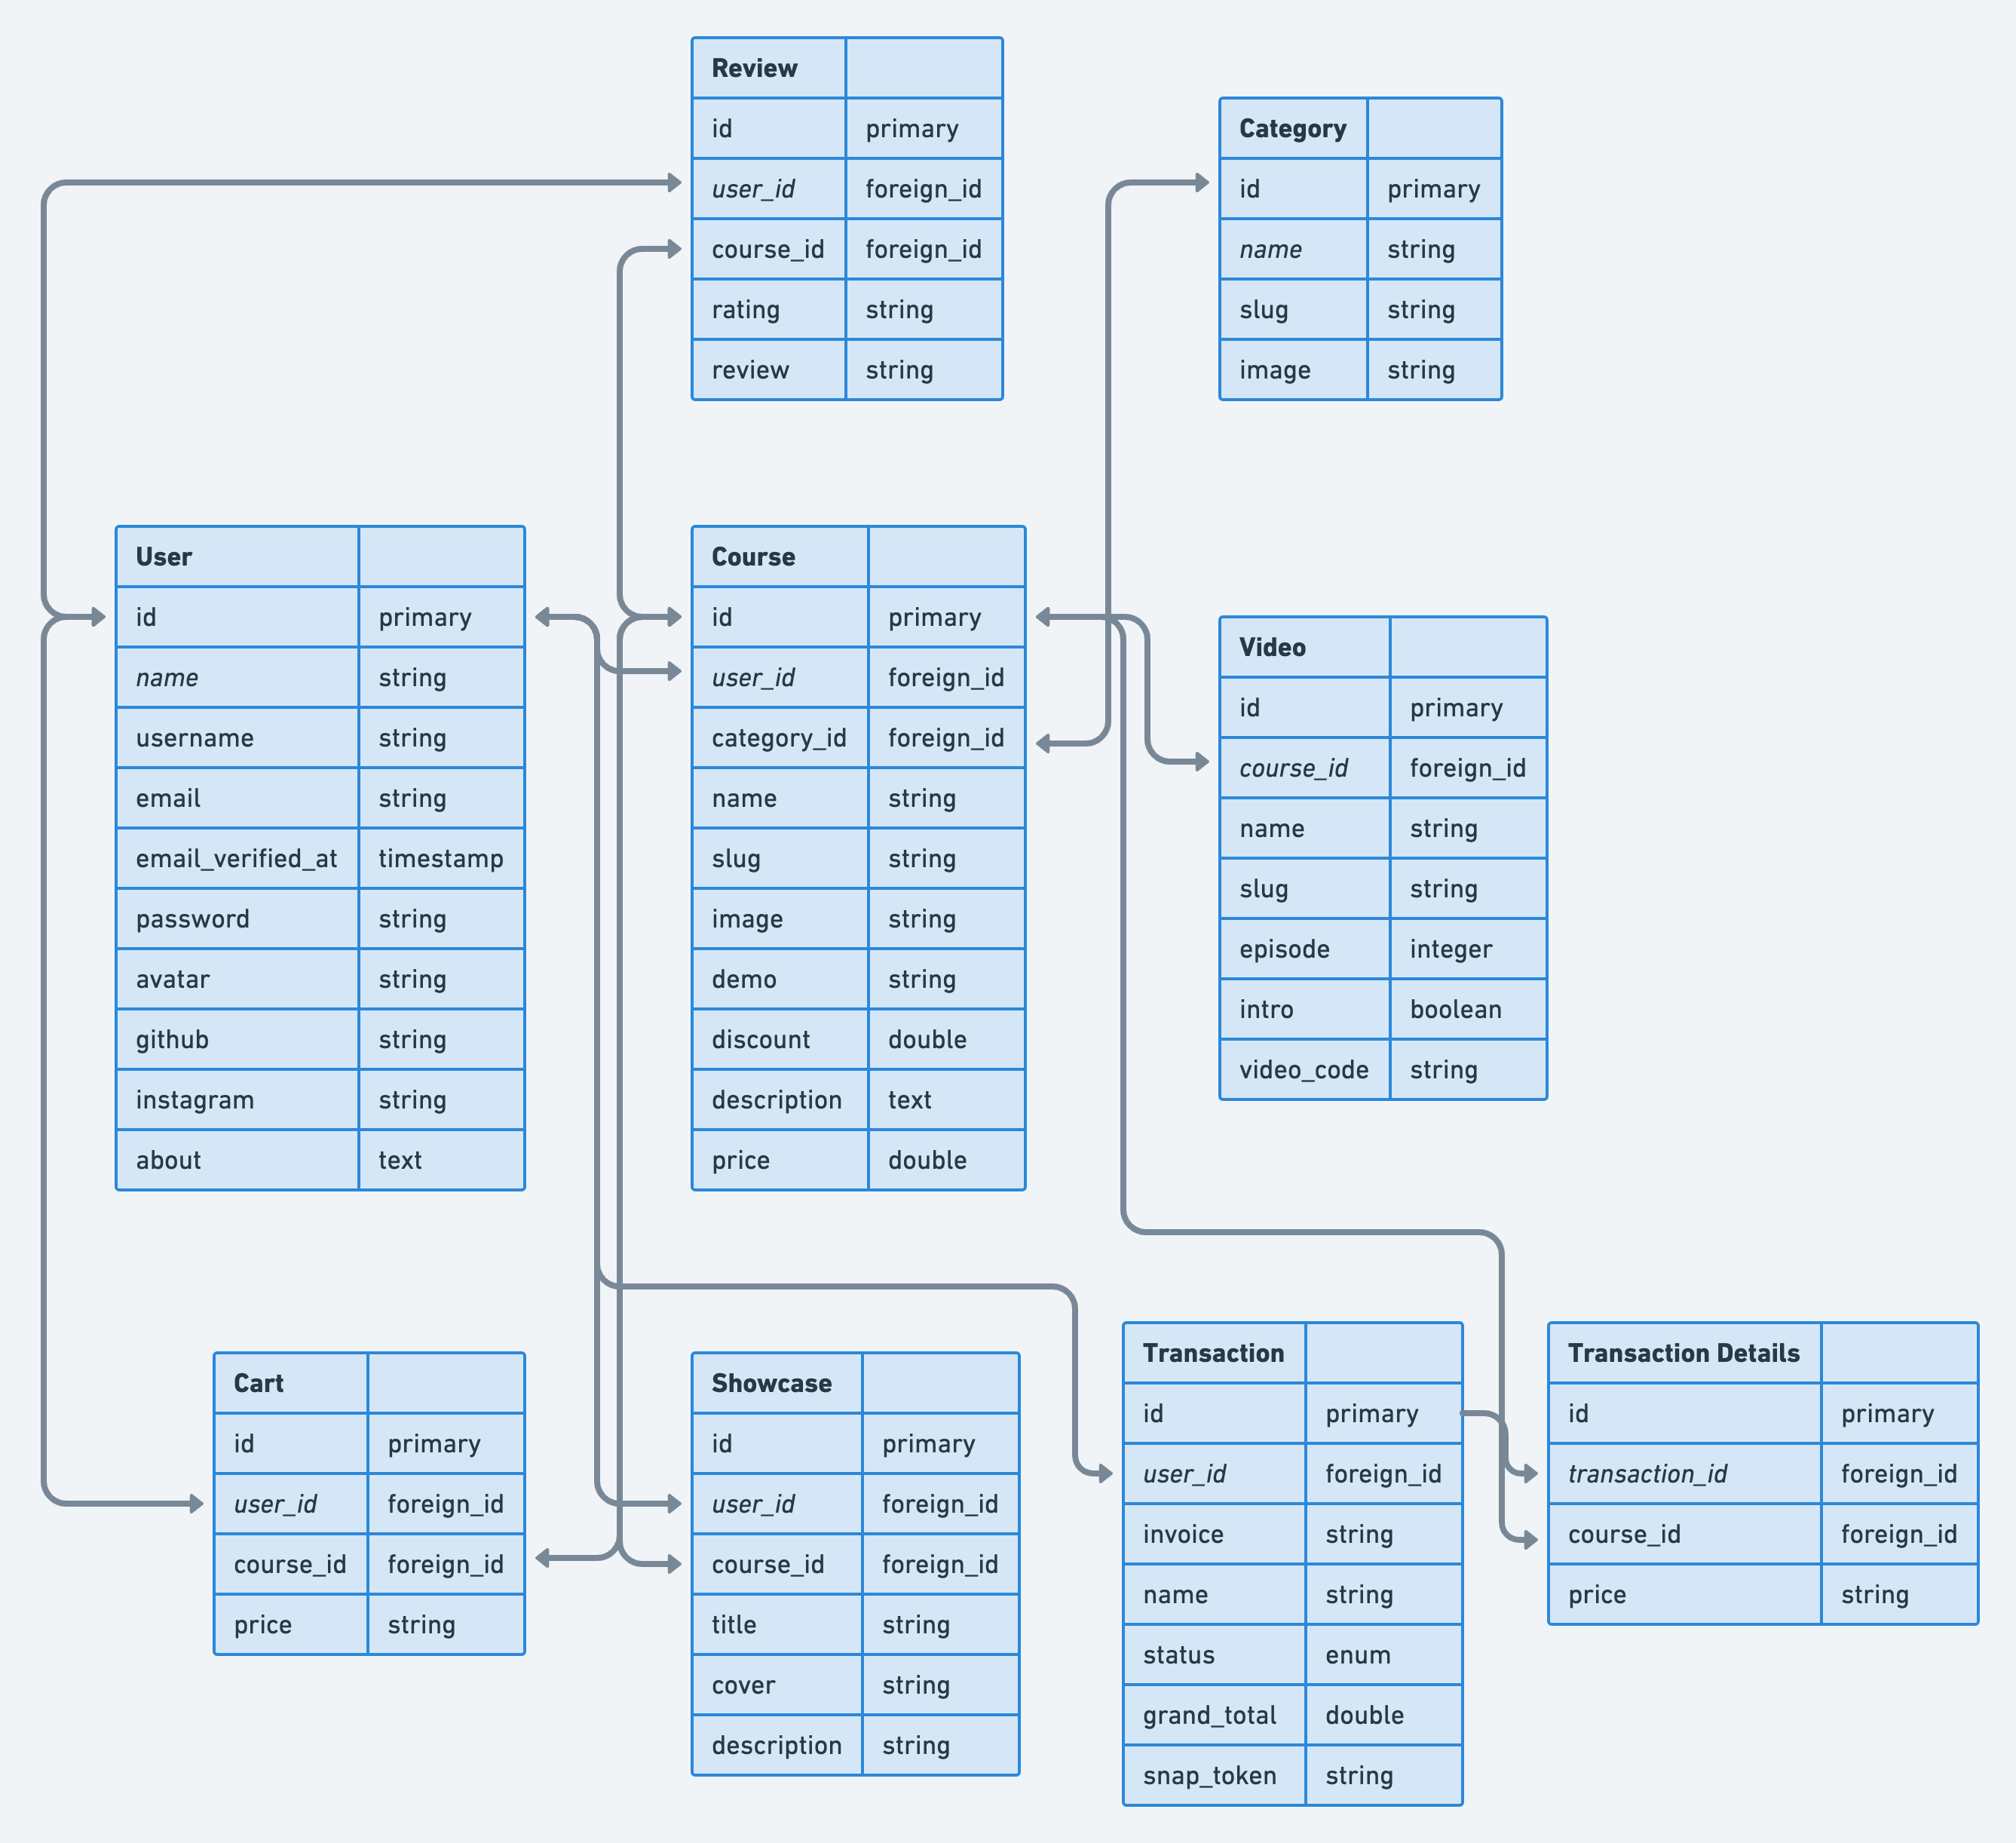 Review
id primary
user_id foreign_id
course_id foreign_id
rating string
review string
Category
id primary
name string
slug string
image string
User
id primary
name string
username string
email string
email_verified_at timestamp
password string
avatar string
github string
instagram string
about text
Course
id primary
user_id foreign_id
category_id foreign_id
name string
slug string
image string
demo string
discount double
description text
price double
Video
id primary
course_id foreign_id
name string
slug string
episode integer
intro boolean
video_code string
Cart
id primary
user_id foreign_id
course_id foreign_id
price string
Showcase
id primary
user_id foreign_id
course_id foreign_id
title string
cover string
description string
Transaction
id primary
user_id foreign_id
invoice string
name string
status enum
grand_total double
snap_token string
Transaction Details
id primary
transaction_id foreign_id
course_id foreign_id
price string